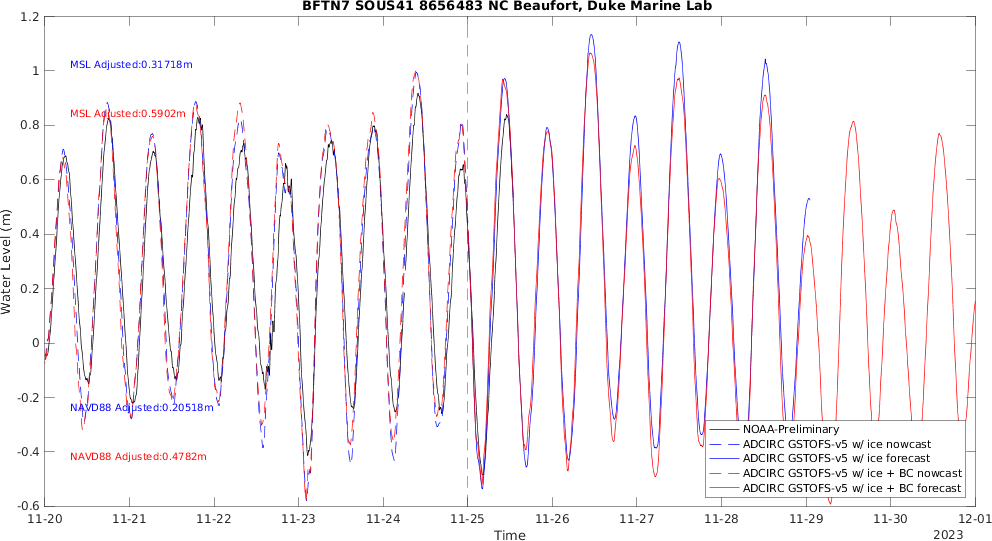 BFTN7 SOUS41 8656483 NC Beaufort, Duke Marine Lab
1.2
1
0.8
0.6
0.4
0.2
0
-0.2
-0.4
-0.6
Water Level (m)
MSL Adjusted:0.31718m
MSL Adjusted:0.5902m
NAVD88 Adjusted:0.20518m
NAVD88 Adjusted:0.4782m
NOAA-Preliminary
ADCIRC GSTOFS-v5 w/ ice nowcast
ADCIRC GSTOFS-v5 w/ ice forecast
ADCIRC GSTOFS-v5 w/ ice + BC nowcast
ADCIRC GSTOFS-v5 w/ ice + BC forecast
11-20 11-21 11-22 11-23 11-24 11-25 11-26 11-27 11-28 11-29 11-30 12-01
Time
2023